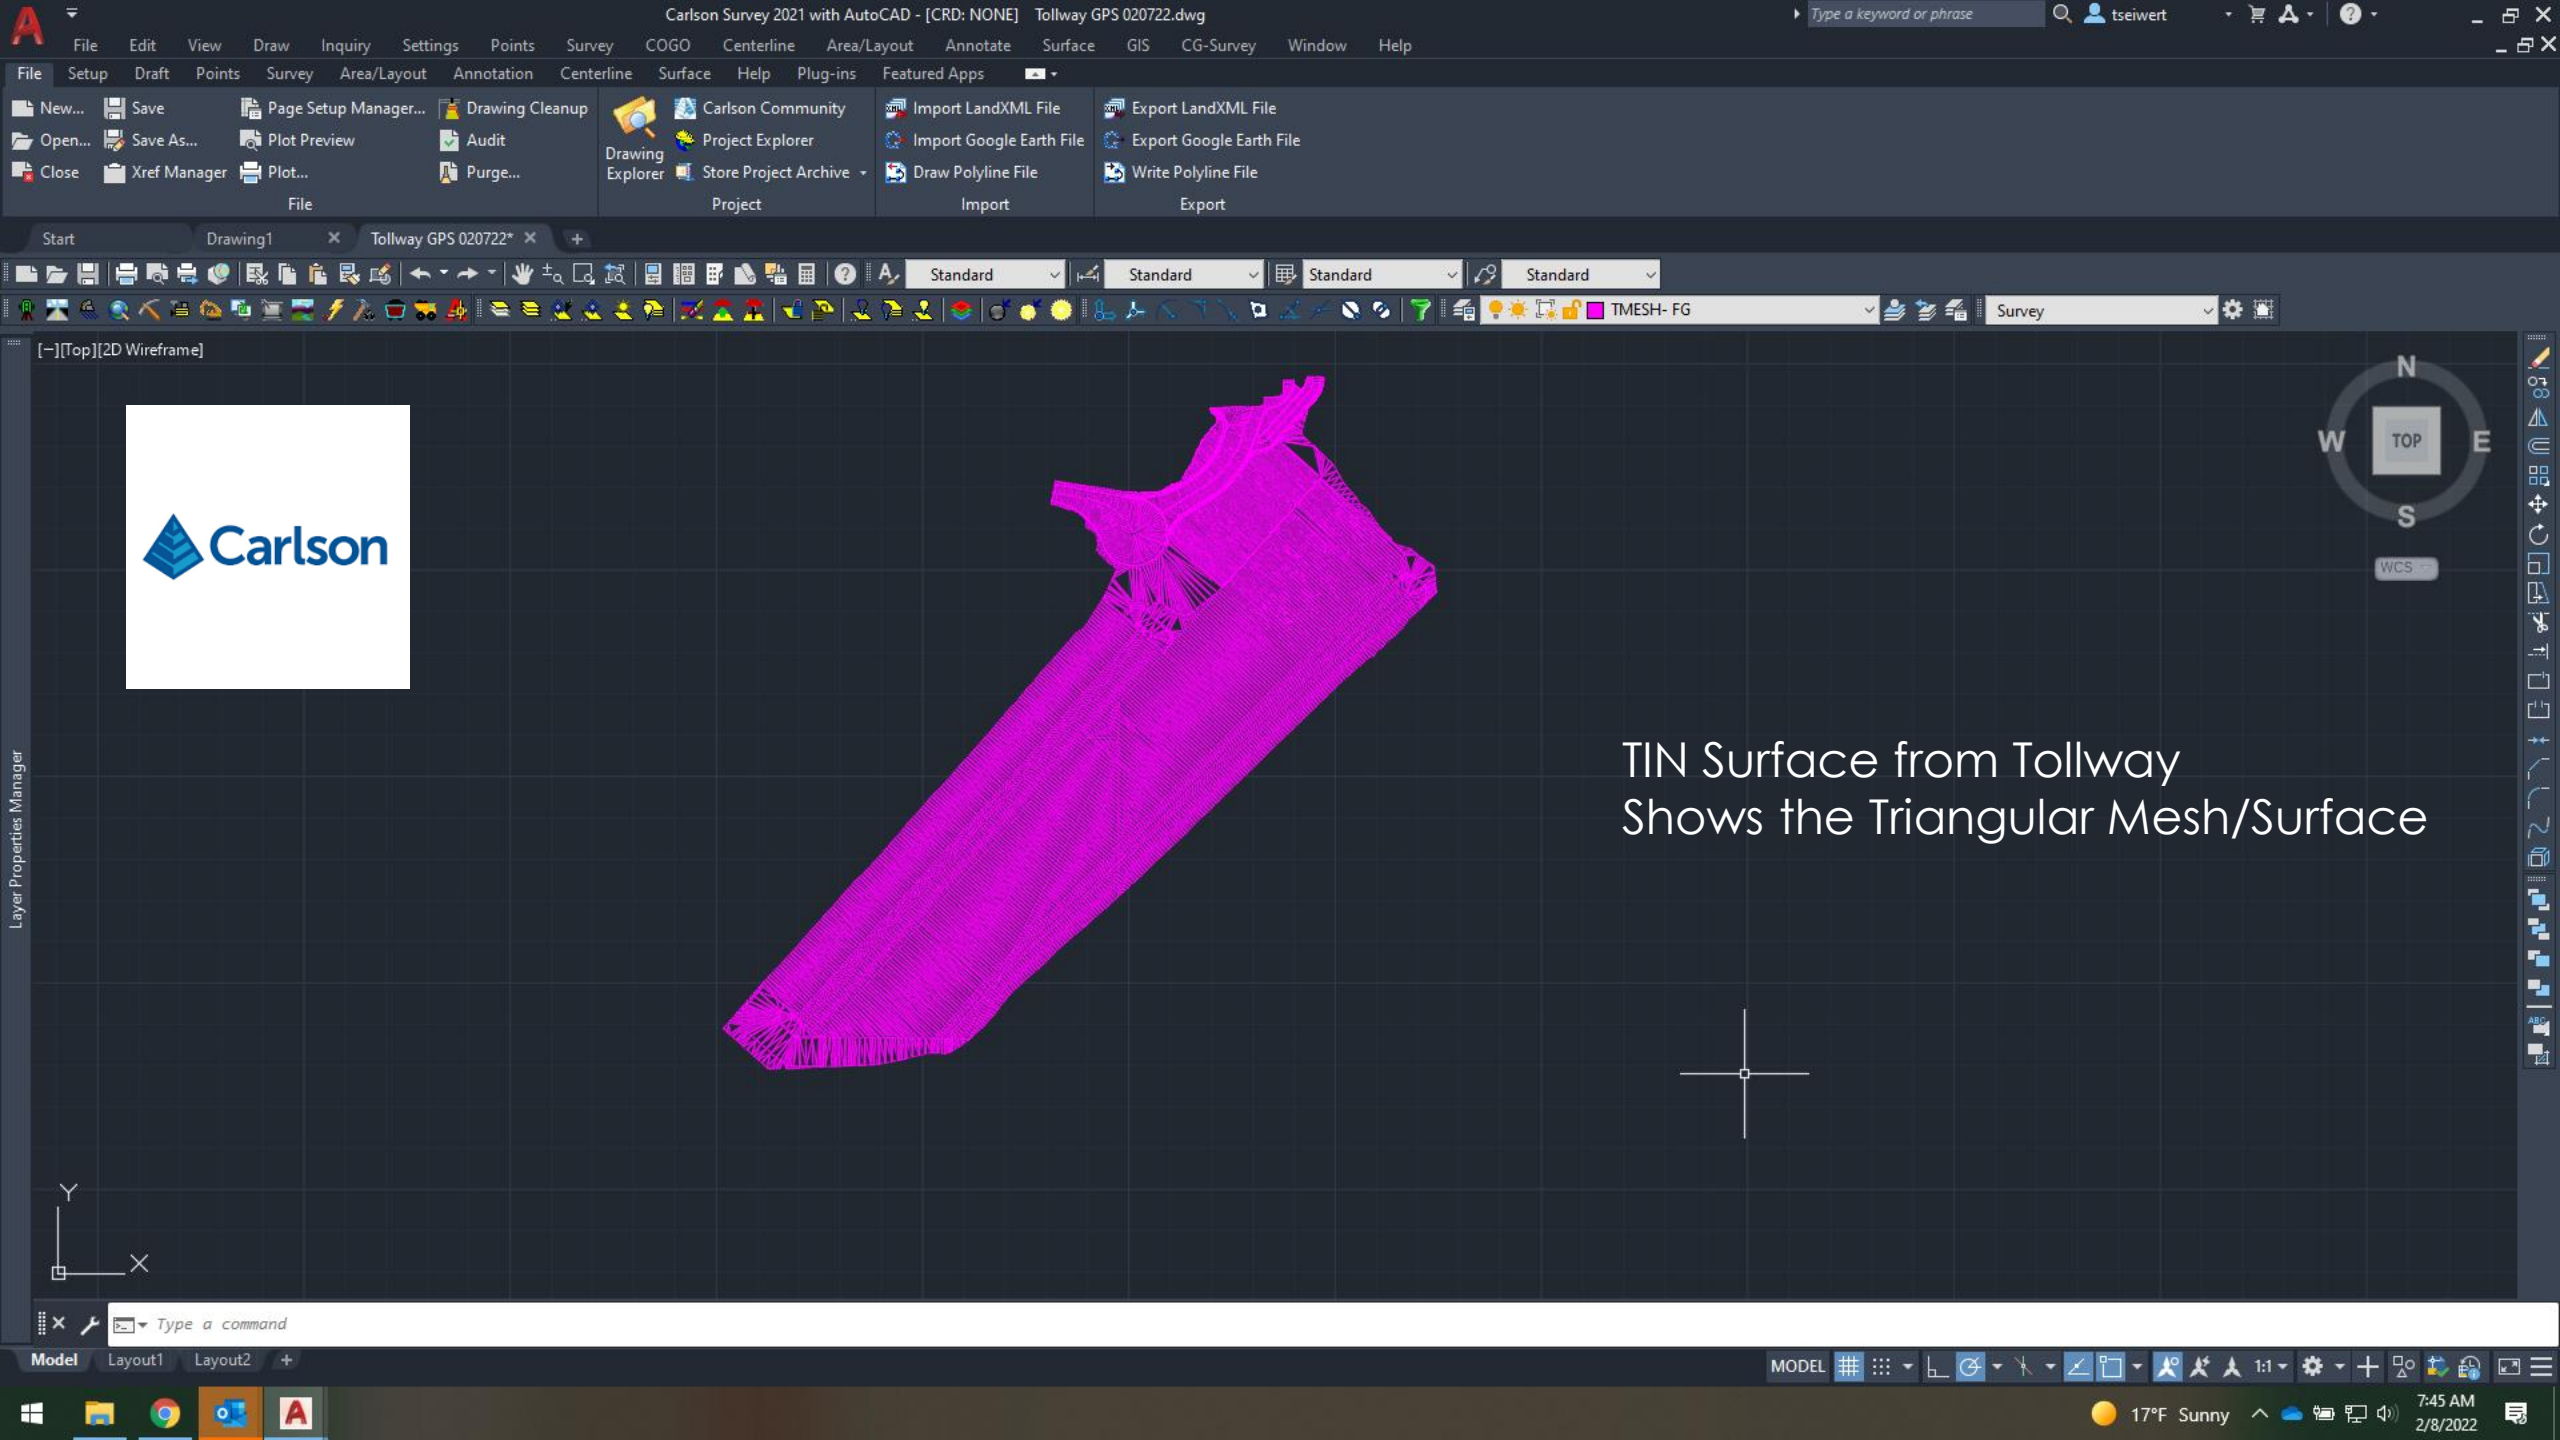 Carlson Survey 2021 with AutoCAD - [CRD: NONE] Tollway GPS 020722.dwg
Type a keyword or phrase
tseiwert
File Edit View Draw Inquiry Settings Points Survey COGO Centerline Area/Layout Annotate Surface GIS CG-Survey Window Help
File Setup Draft Points Survey Area/Layout Annotation Centerline Surface Help Plug-ins Featured Apps
New... Save Page Setup Manager... Drawing Cleanup Carlson Community Import LandXML File Export LandXML File
Open... Save As... Plot Preview Audit Project Explorer Import Google Earth File Export Google Earth File
Close Xref Manager Plot... Purge... Drawing Explorer Store Project Archive Draw Polyline File Write Polyline File
File Project Import Export
Start Drawing1 Tollway GPS 020722*
Standard Standard Standard Standard
TMESH- FG Survey
[−][Top][2D Wireframe]
N
W TOP E
S
WCS
Carlson
TIN Surface from Tollway
Shows the Triangular Mesh/Surface
Layer Properties Manager
ABC
Y
X
Type a command
Model Layout1 Layout2 +
MODEL 1:1
17°F Sunny
7:45 AM
2/8/2022